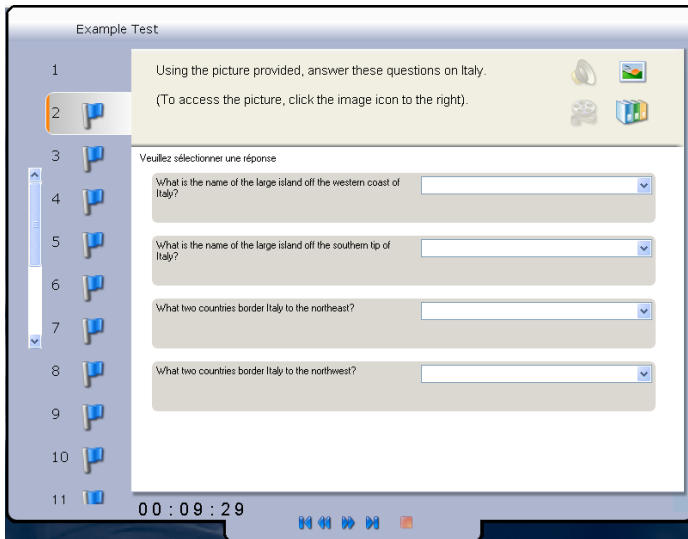 Example Test
1
2
3
4
5
6
7
8
9
10
11
Using the picture provided, answer these questions on Italy.
(To access the picture, click the image icon to the right).
Veuillez sélectionner une réponse
What is the name of the large island off the western coast of
Italy?
What is the name of the large island off the southern tip of
Italy?
What two countries border Italy to the northeast?
What two countries border Italy to the northwest?
00:09:29